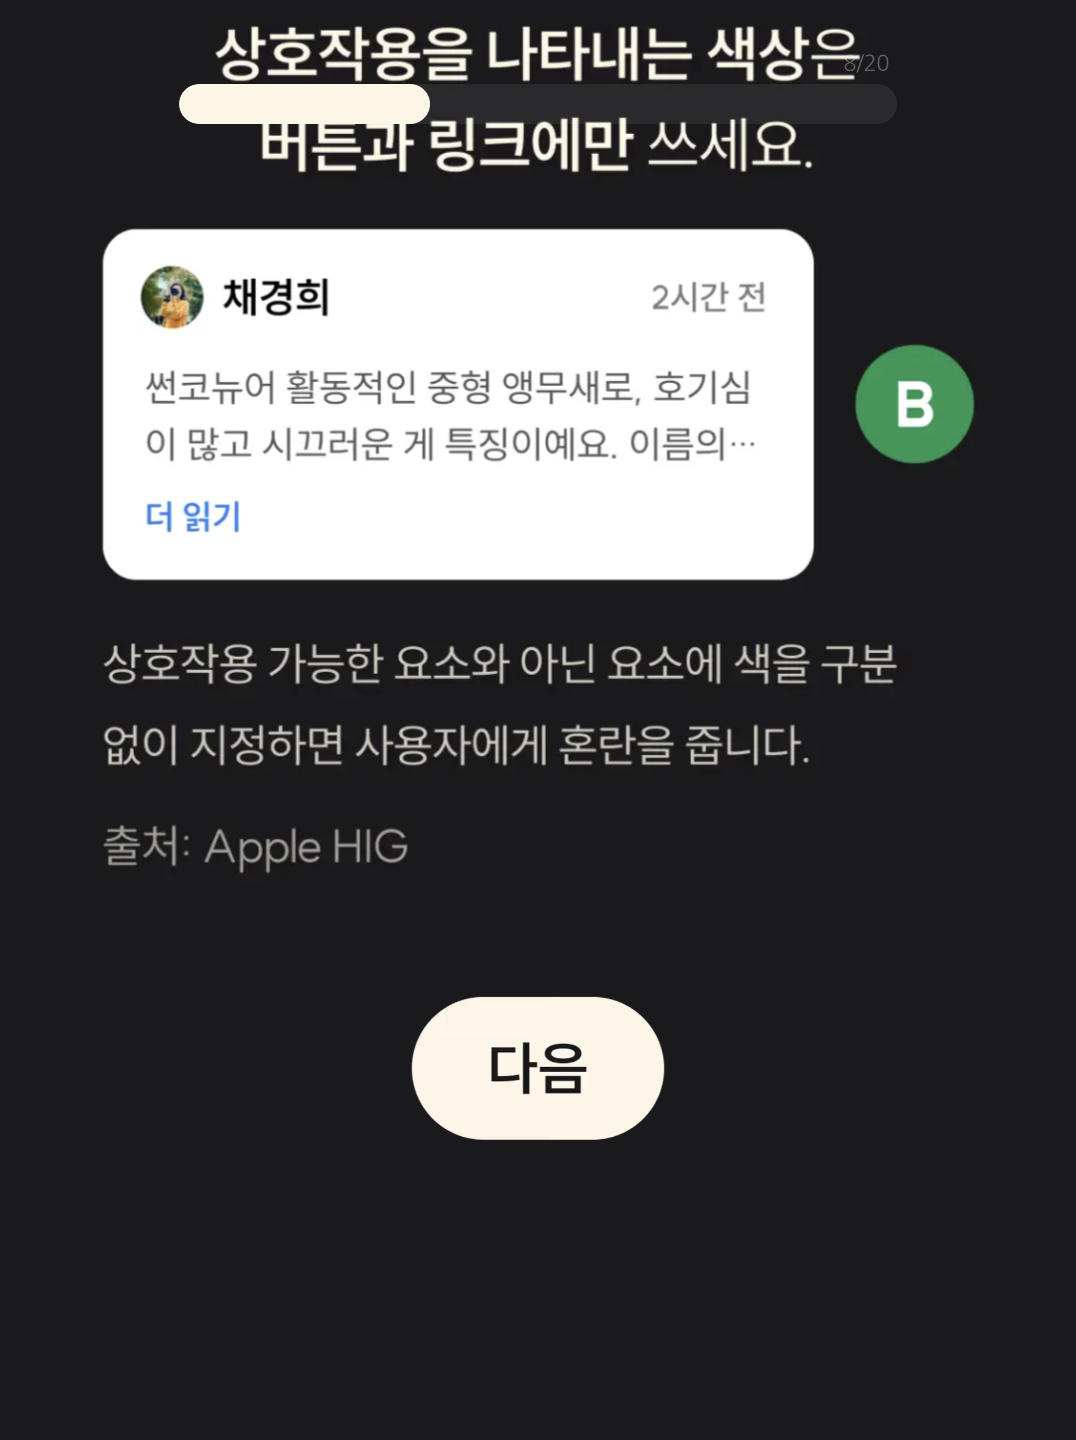 상호작용을 나타내는 색상은
8/20
버튼과 링크에만 쓰세요.
채경희
2시간 전
썬코뉴어 활동적인 중형 앵무새로, 호기심
이 많고 시끄러운 게 특징이예요. 이름의…
더 읽기
B
상호작용 가능한 요소와 아닌 요소에 색을 구분
없이 지정하면 사용자에게 혼란을 줍니다.
출처: Apple HIG
다음